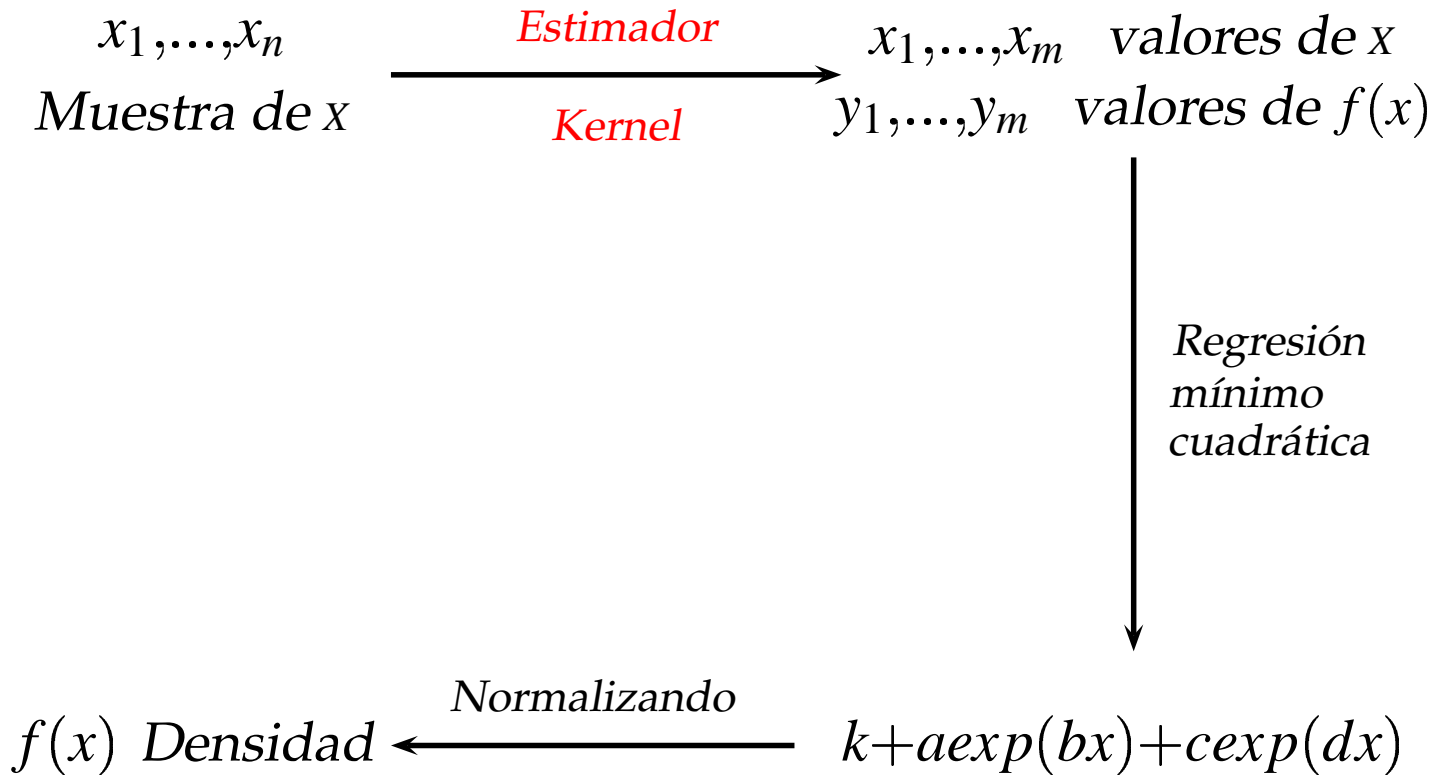 x₁,...,xₙ
Muestra de X
Estimador
Kernel
x₁,...,xₘ valores de X
y₁,...,yₘ valores de f(x)
Regresión
mínimo
cuadrática
k+aexp(bx)+cexp(dx)
Normalizando
f(x) Densidad